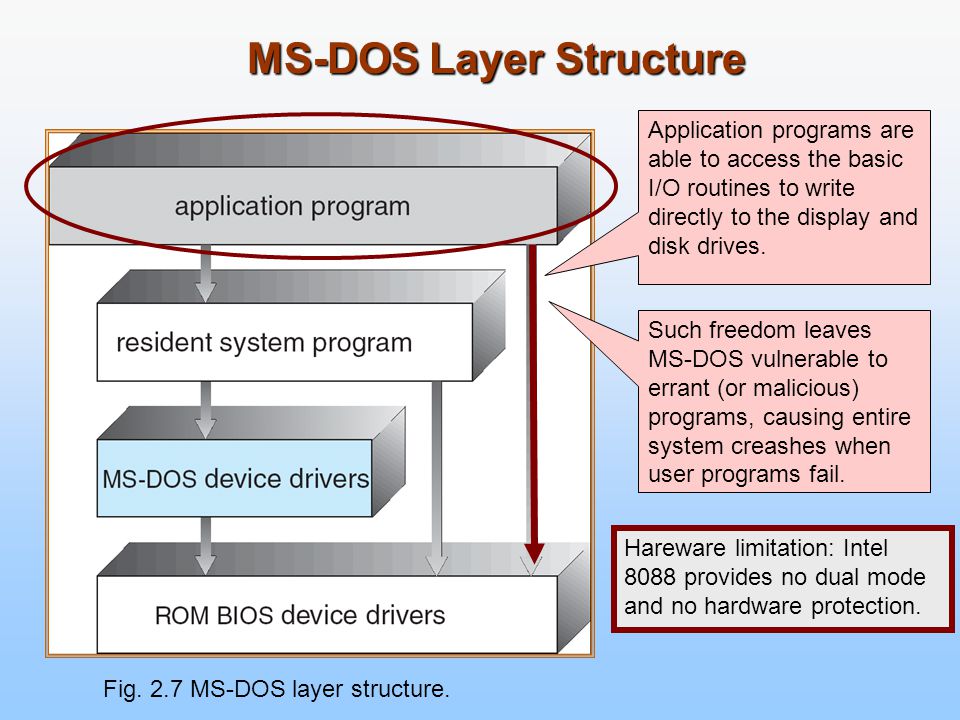 MS-DOS Layer Structure
application program
resident system program
MS-DOS device drivers
ROM BIOS device drivers
Application programs are
able to access the basic
I/O routines to write
directly to the display and
disk drives.
Such freedom leaves
MS-DOS vulnerable to
errant (or malicious)
programs, causing entire
system creashes when
user programs fail.
Hareware limitation: Intel
8088 provides no dual mode
and no hardware protection.
Fig. 2.7 MS-DOS layer structure.